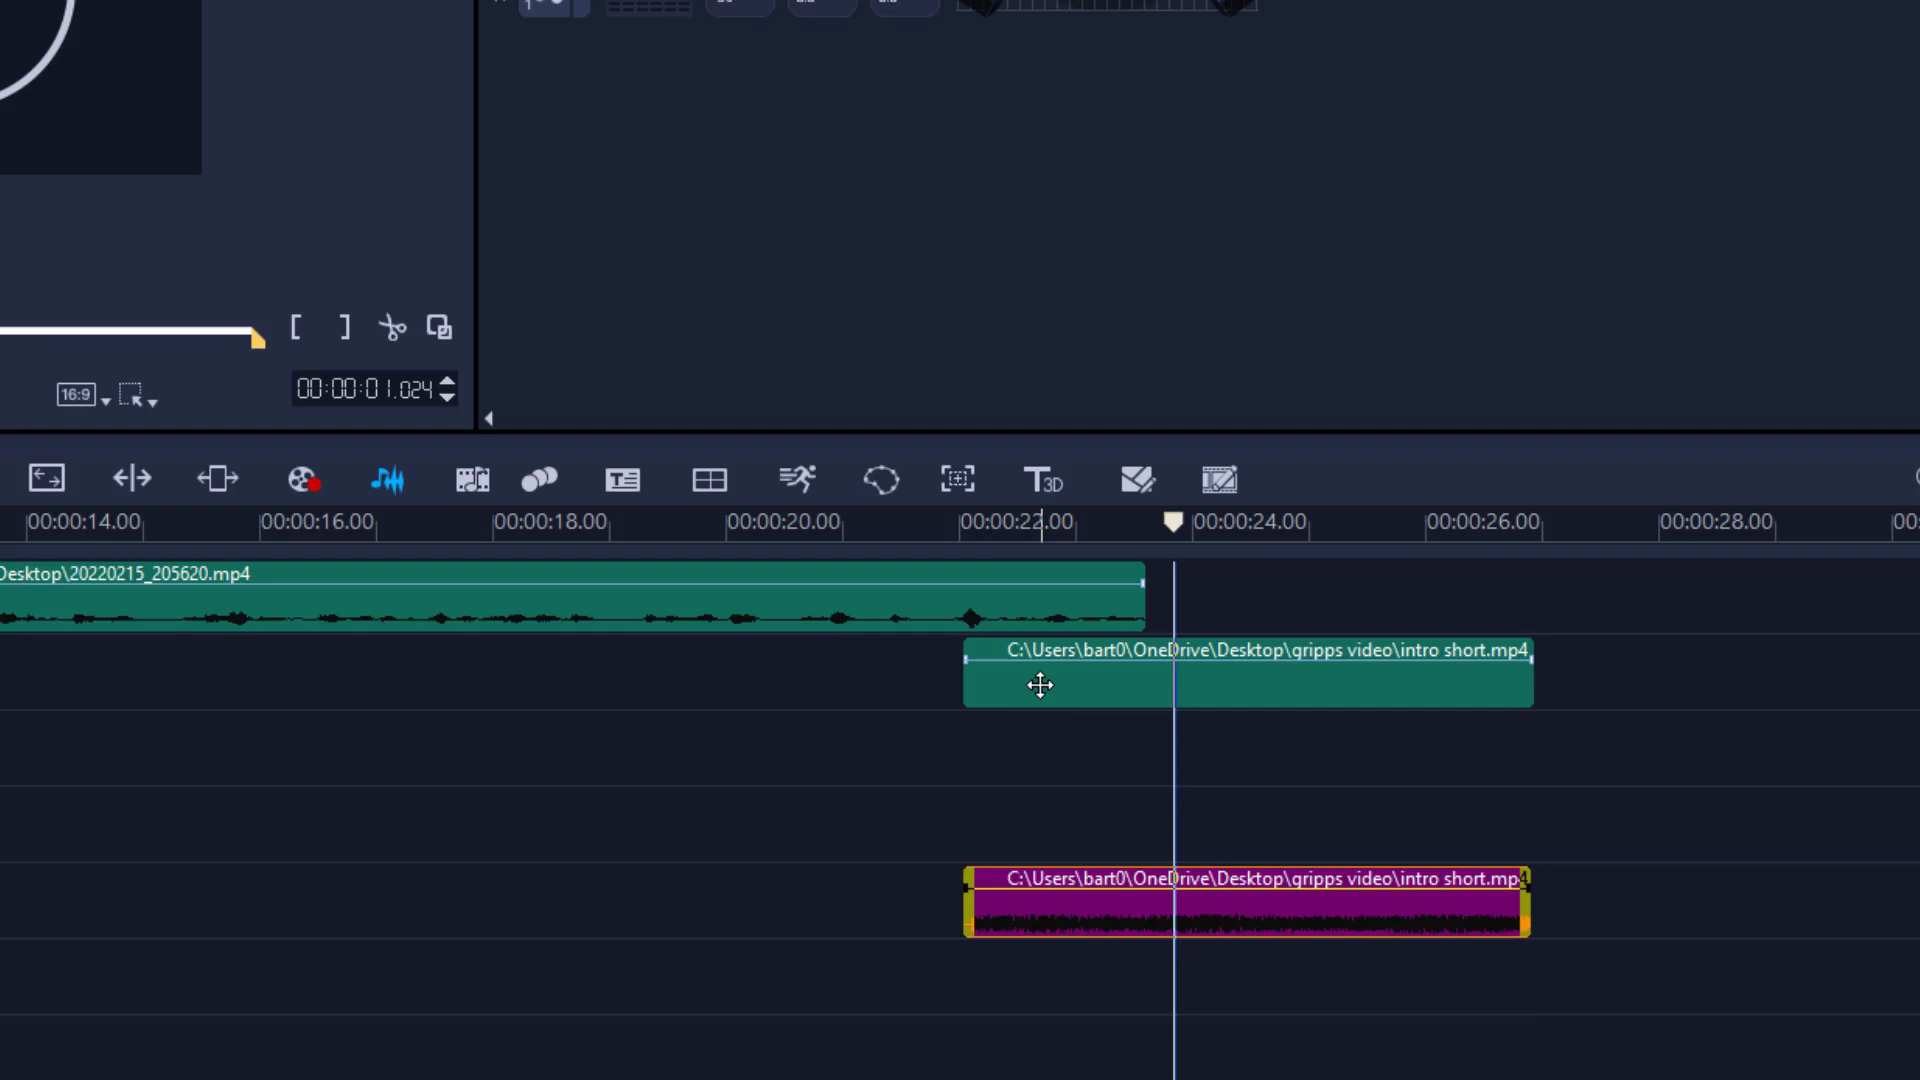 16:9
00:00:01.024
T3D
00:00:14.00 00:00:16.00 00:00:18.00 00:00:20.00 00:00:22.00 00:00:24.00 00:00:26.00 00:00:28.00 00:
Desktop\20220215_205620.mp4
C:\Users\bart0\OneDrive\Desktop\gripps video\intro short.mp4
C:\Users\bart0\OneDrive\Desktop\gripps video\intro short.mp4